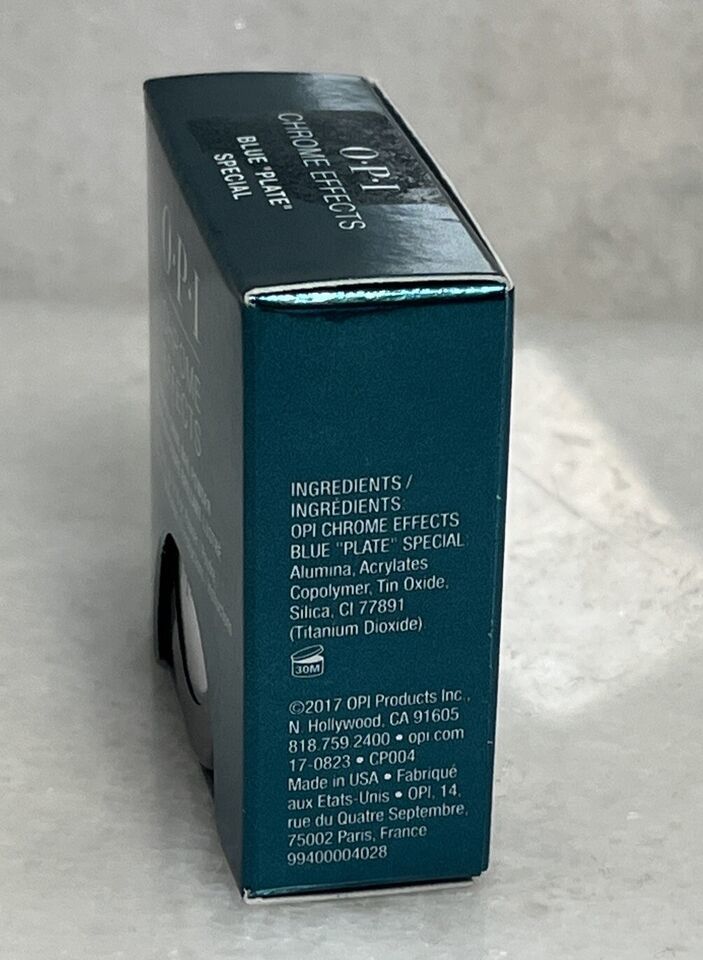 O·P·I
CHROME EFFECTS
BLUE "PLATE"
SPECIAL
O·P·I
CHROME
EFFECTS
INGREDIENTS /
INGRÉDIENTS:
OPI CHROME EFFECTS
BLUE "PLATE" SPECIAL:
Alumina, Acrylates
Copolymer, Tin Oxide,
Silica, CI 77891
(Titanium Dioxide)
30M
©2017 OPI Products Inc.,
N. Hollywood, CA 91605
818.759.2400 • opi.com
17-0823 • CP004
Made in USA • Fabriqué
aux Etats-Unis • OPI, 14,
rue du Quatre Septembre,
75002 Paris, France
99400004028